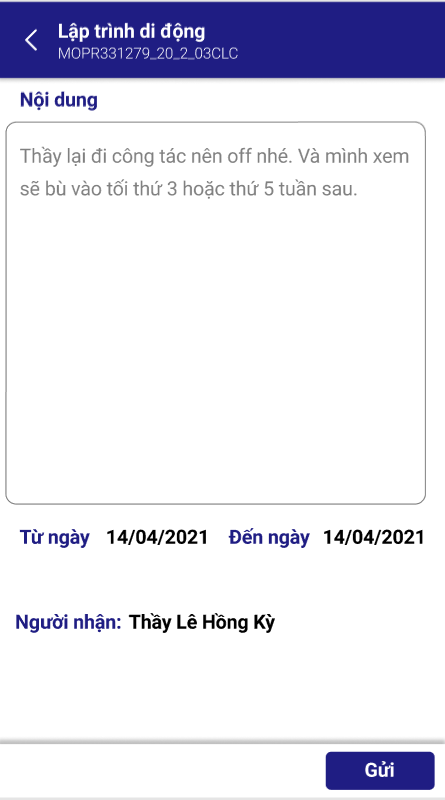 Lập trình di động
MOPR331279_20_2_03CLC
Nội dung
Thầy lại đi công tác nên off nhé. Và mình xem
sẽ bù vào tối thứ 3 hoặc thứ 5 tuần sau.
Từ ngày 14/04/2021 Đến ngày 14/04/2021
Người nhận: Thầy Lê Hồng Kỳ
Gửi